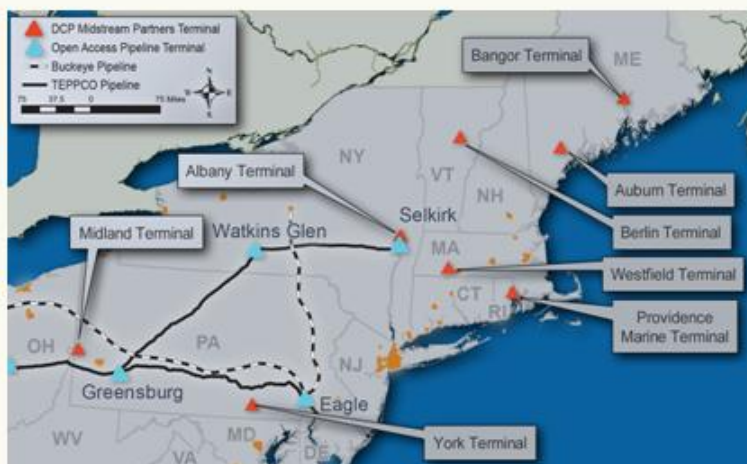 DCP Midstream Partners Terminal
Open Access Pipeline Terminal
Buckeye Pipeline
TEPPCO Pipeline
75 37.5 0 75 Miles
N
W E
S
Bangor Terminal
ME
NY
VT
Albany Terminal
NH
Auburn Terminal
Selkirk
Watkins Glen
Berlin Terminal
Midland Terminal
MA
Westfield Terminal
CT
RI
Providence
Marine Terminal
OH
PA
NJ
Greensburg
Eagle
MD
York Terminal
WV
VA
DE